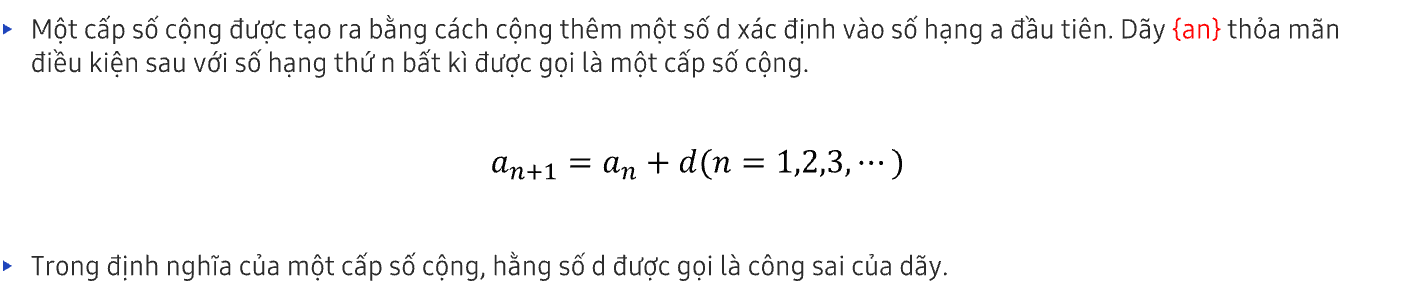 Một cấp số cộng được tạo ra bằng cách cộng thêm một số d xác định vào số hạng a đầu tiên. Dãy {an} thỏa mãn
điều kiện sau với số hạng thứ n bất kì được gọi là một cấp số cộng.
aₙ₊₁ = aₙ + d(n = 1,2,3, ⋯ )
Trong định nghĩa của một cấp số cộng, hằng số d được gọi là công sai của dãy.